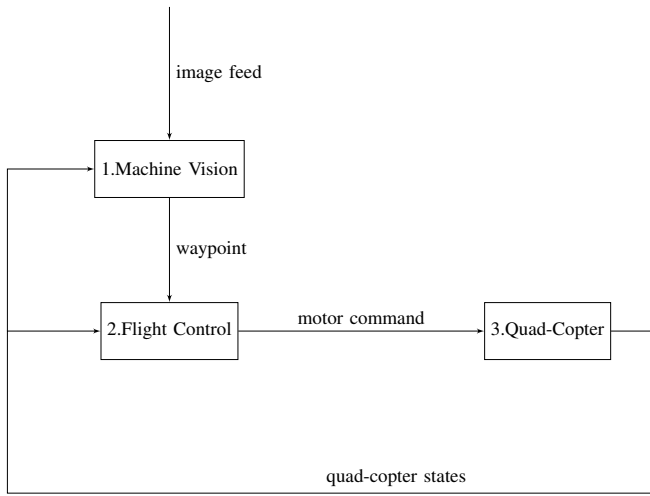 image feed
1.Machine Vision
waypoint
2.Flight Control
motor command
3.Quad-Copter
quad-copter states